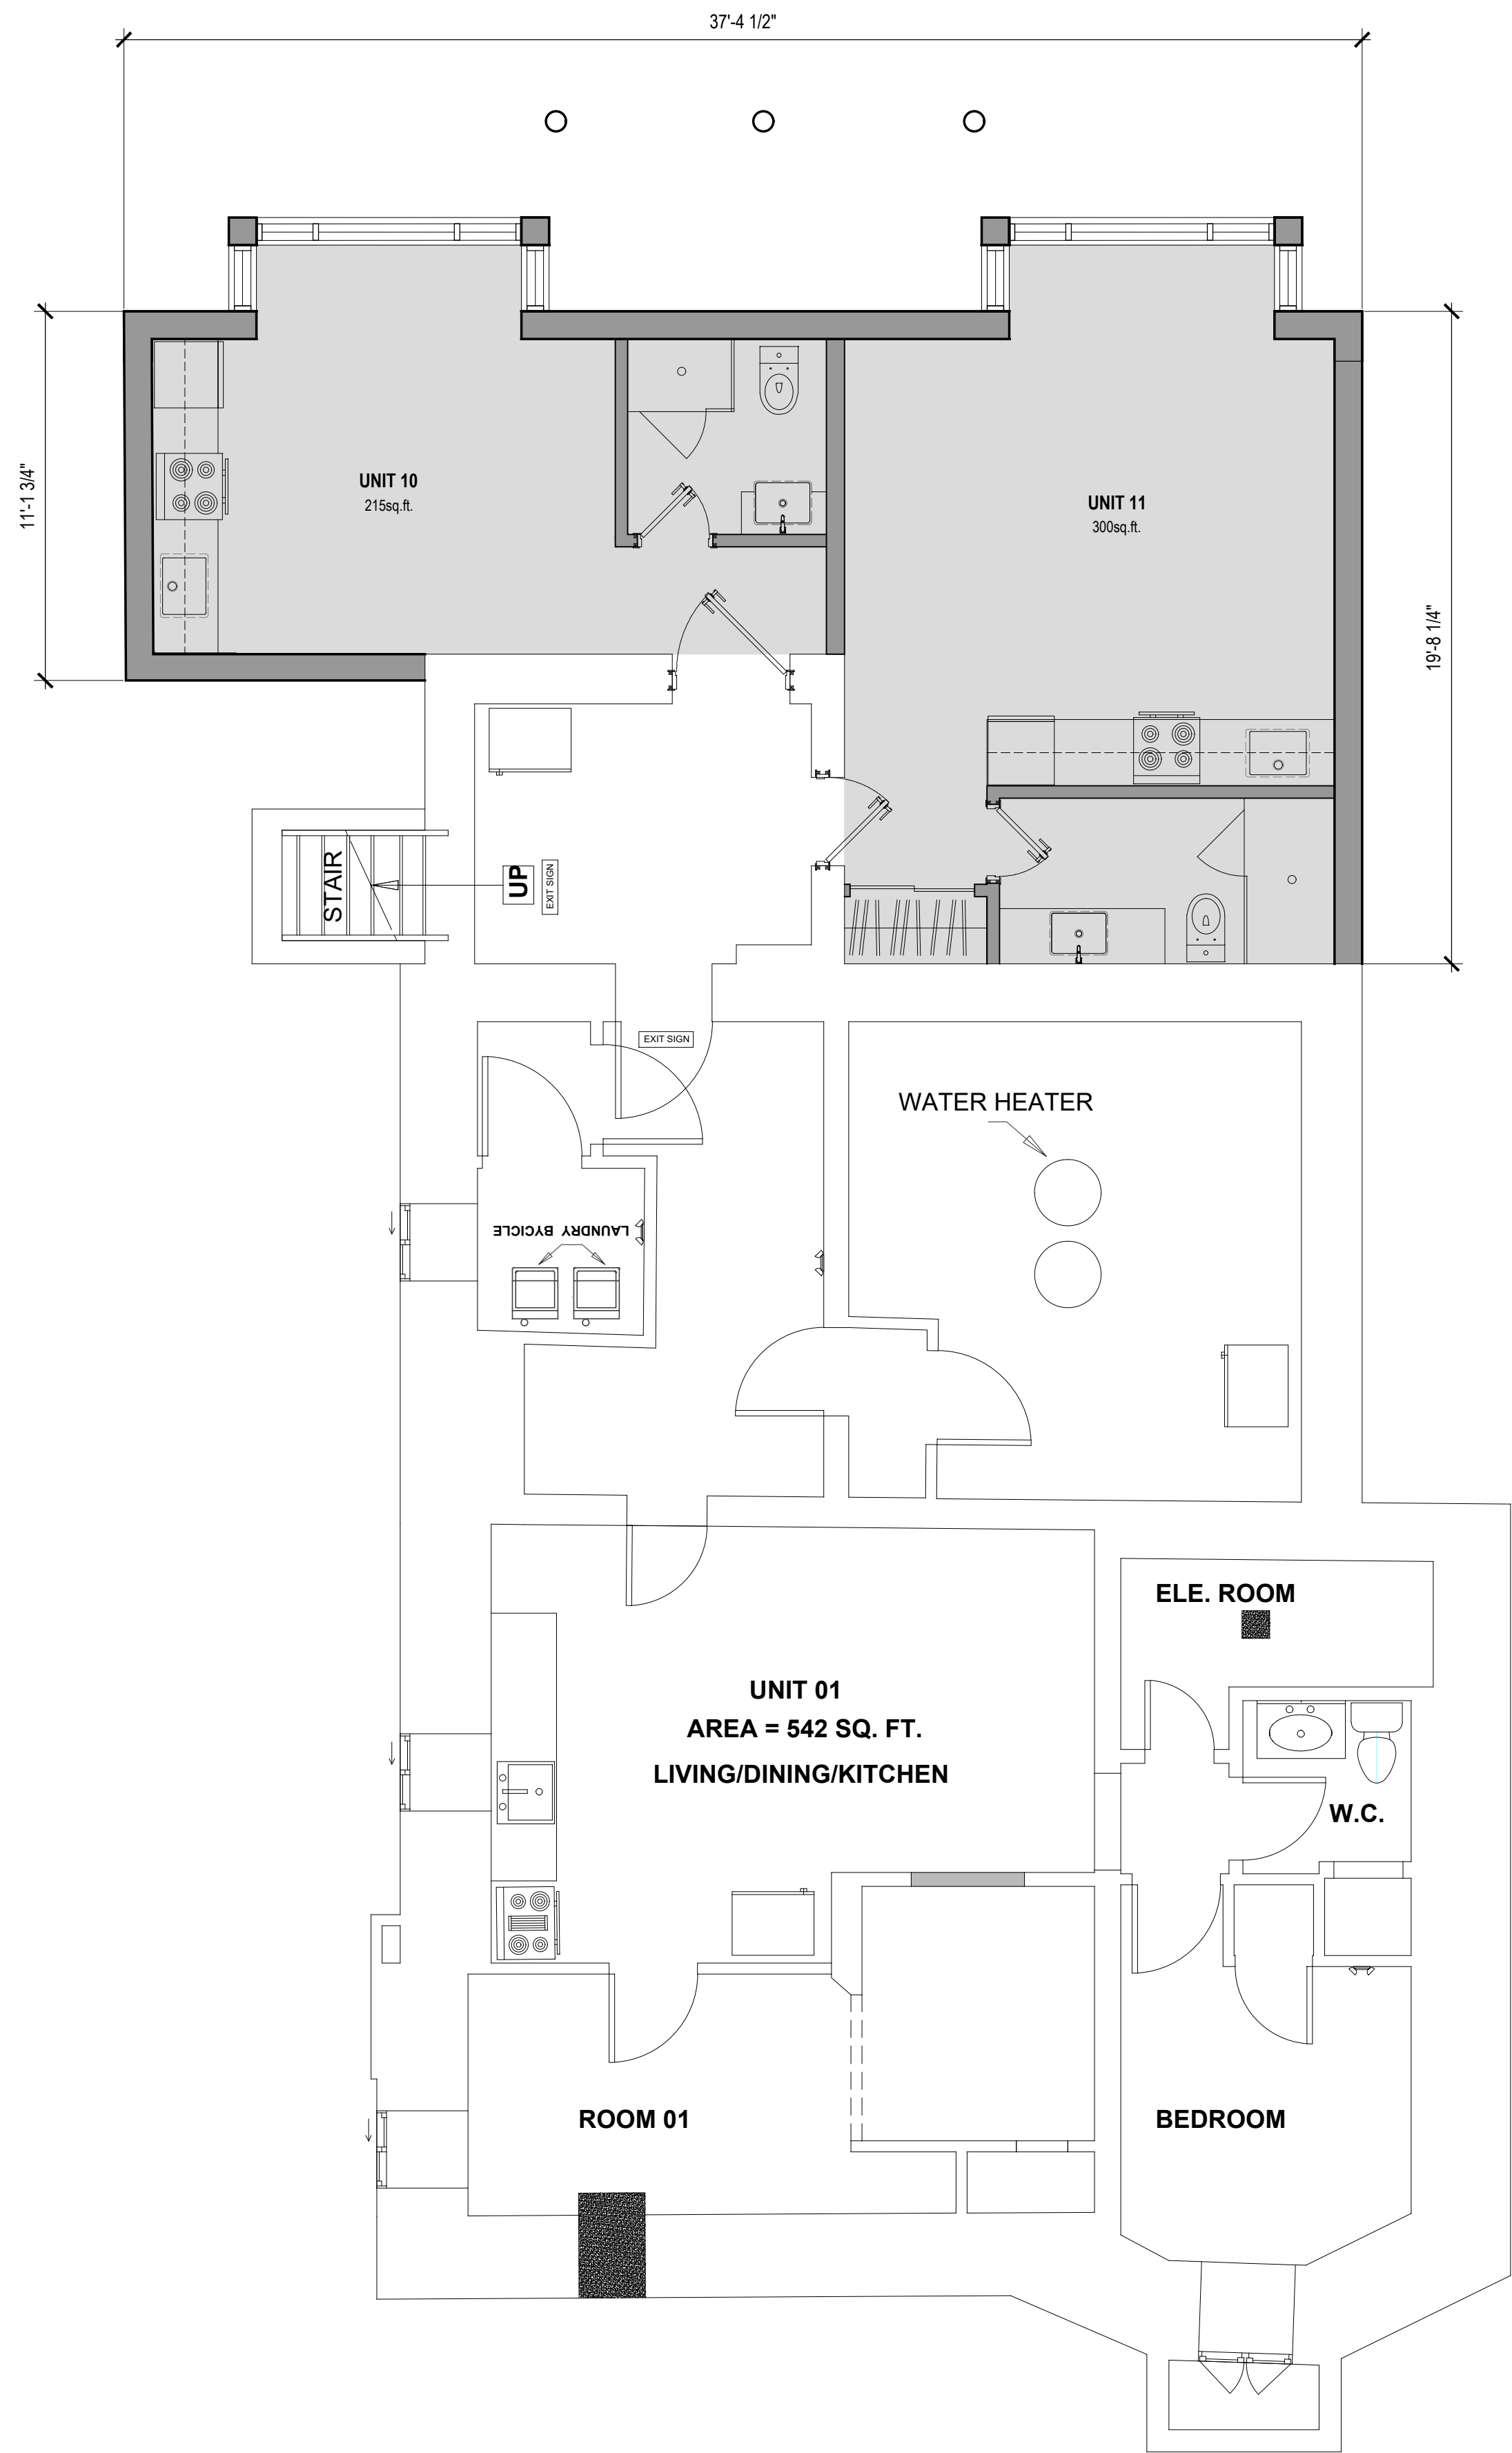 37'-4 1/2"
11'-1 3/4"
UNIT 10
215sq.ft.
UNIT 11
300sq.ft.
19'-8 1/4"
STAIR
UP
EXIT SIGN
EXIT SIGN
WATER HEATER
LAUNDRY BYCICLE
ELE. ROOM
UNIT 01
AREA = 542 SQ. FT.
LIVING/DINING/KITCHEN
W.C.
ROOM 01
BEDROOM